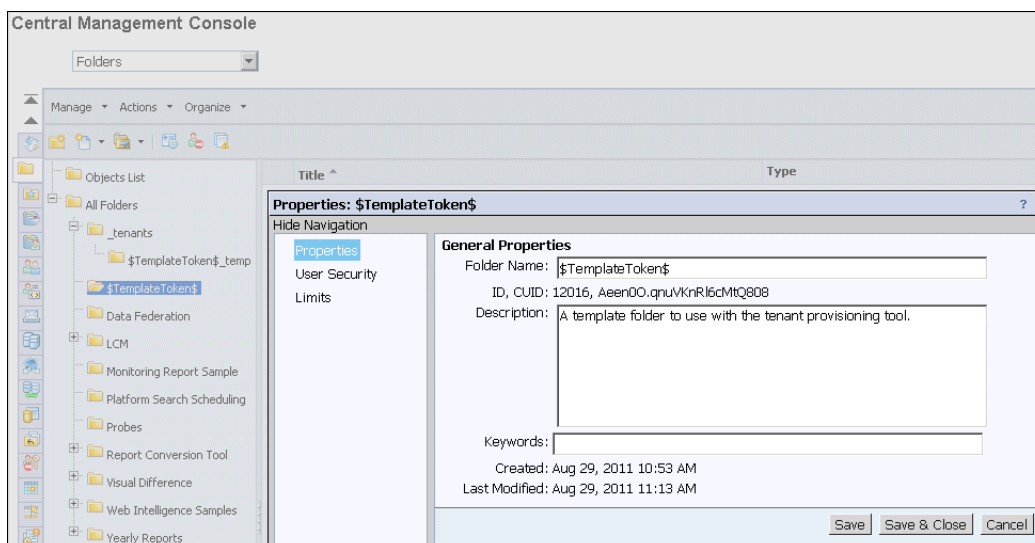 Central Management Console
Folders
Manage Actions Organize
Title Type
Objects List
All Folders
_tenants
$TemplateToken$_temp
$TemplateToken$
Data Federation
LCM
Monitoring Report Sample
Platform Search Scheduling
Probes
Report Conversion Tool
Visual Difference
Web Intelligence Samples
Yearly Reports
Properties: $TemplateToken$ ?
Hide Navigation
Properties
User Security
Limits
General Properties
Folder Name: $TemplateToken$
ID, CUID: 12016, Aeen0O.qnuVKnRl6cMtQ808
Description: A template folder to use with the tenant provisioning tool.
Keywords:
Created: Aug 29, 2011 10:53 AM
Last Modified: Aug 29, 2011 11:13 AM
Save Save & Close Cancel